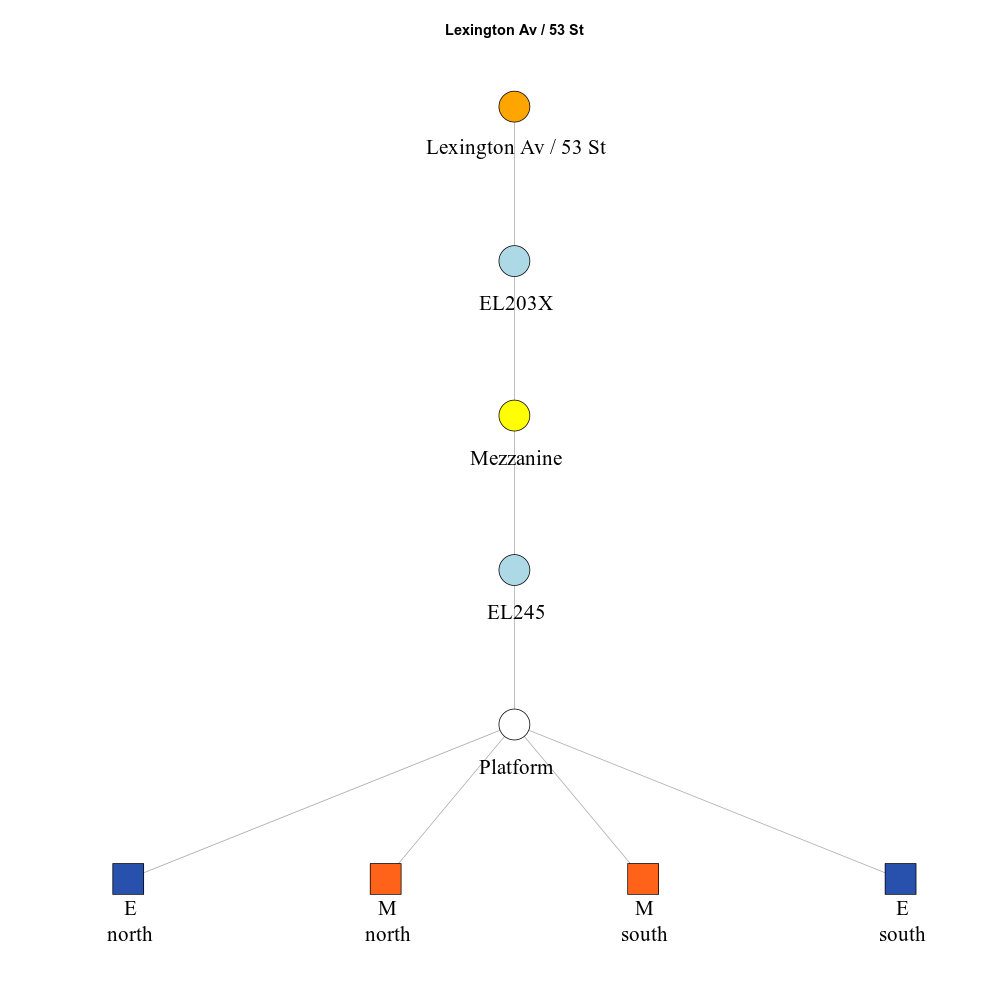 Lexington Av / 53 St
Lexington Av / 53 St
EL203X
Mezzanine
EL245
Platform
E
north
M
north
M
south
E
south